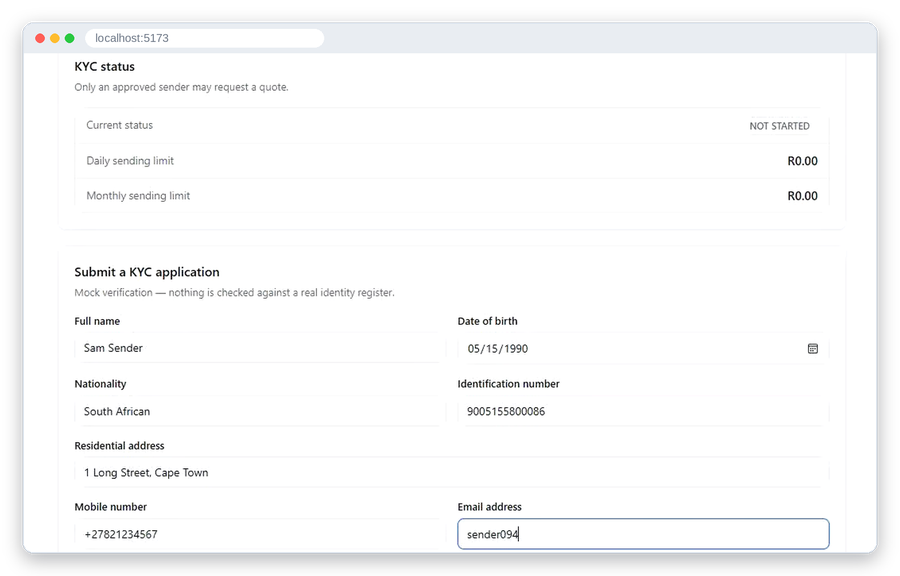 localhost:5173
KYC status
Only an approved sender may request a quote.
Current status NOT STARTED
Daily sending limit R0.00
Monthly sending limit R0.00
Submit a KYC application
Mock verification — nothing is checked against a real identity register.
Full name Date of birth
Sam Sender 05/15/1990
Nationality Identification number
South African 9005155800086
Residential address
1 Long Street, Cape Town
Mobile number Email address
+27821234567 sender094